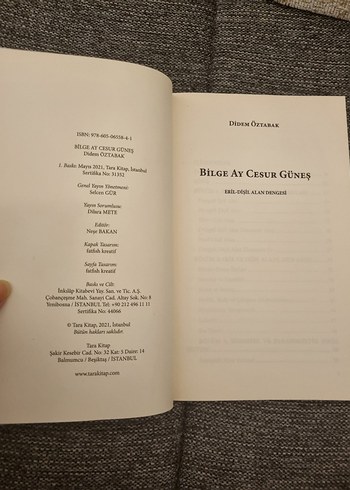 ISBN: 978-605-06558-4-1
BİLGE AY CESUR GÜNEŞ
Didem ÖZTABAK
1. Baskı: Mayıs 2021, Tara Kitap, İstanbul
Sertifika No: 31352
Genel Yayın Yönetmeni:
Selcen GÜR
Yayın Sorumlusu:
Dilara METE
Editör:
Neşe BAKAN
Kapak Tasarım:
fatilsh kreatif
Sayfa Tasarım:
fatilsh kreatif
Baskı ve Cilt:
İnkılap Kitabevi Yay. San. ve Tic. A.Ş.
Çobançeşme Mah. Sanayi Cad. Altay Sok. No: 8
Yenibosna / İSTANBUL Tel: +90 212 496 11 11
Sertifika No: 44066
© Tara Kitap, 2021, İstanbul
Bütün hakları saklıdır.
Tara Kitap
Şakir Kesebir Cad. No: 32 Kat: 5 Daire: 14
Balmumcu / Beşiktaş / İSTANBUL
www.tarakitap.com
DİDEM ÖZTABAK
BİLGE AY CESUR GÜNEŞ
ERİL-DİŞİL ALAN DENGESİ